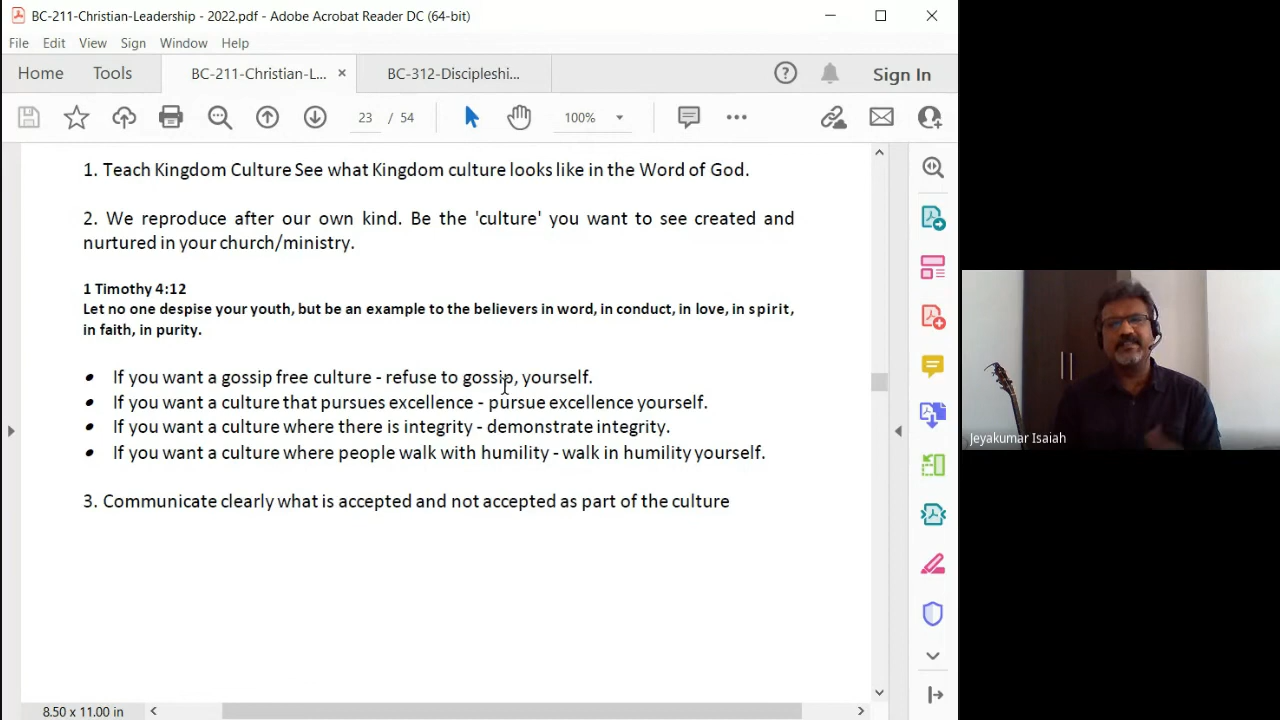 BC-211-Christian-Leadership - 2022.pdf - Adobe Acrobat Reader DC (64-bit)
File Edit View Sign Window Help
Home Tools BC-211-Christian-L... × BC-312-Discipleshi... Sign In
23 / 54 100%
1. Teach Kingdom Culture See what Kingdom culture looks like in the Word of God.
2. We reproduce after our own kind. Be the 'culture' you want to see created and
nurtured in your church/ministry.
1 Timothy 4:12
Let no one despise your youth, but be an example to the believers in word, in conduct, in love, in spirit,
in faith, in purity.
• If you want a gossip free culture - refuse to gossip, yourself.
• If you want a culture that pursues excellence - pursue excellence yourself.
• If you want a culture where there is integrity - demonstrate integrity.
• If you want a culture where people walk with humility - walk in humility yourself.
3. Communicate clearly what is accepted and not accepted as part of the culture
Jeyakumar Isaiah
8.50 x 11.00 in